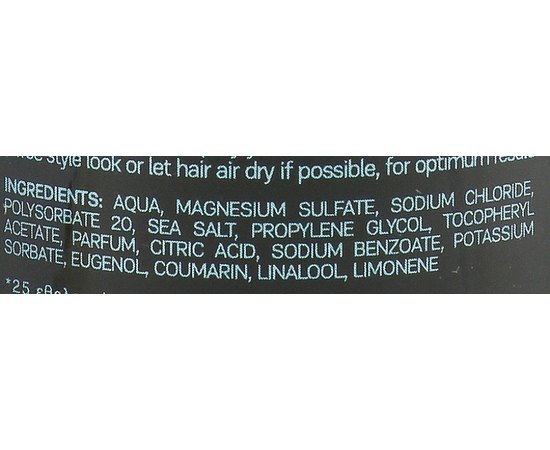 style look or let hair air dry if possible, for optimum
INGREDIENTS: AQUA, MAGNESIUM SULFATE, SODIUM CHLORIDE,
POLYSORBATE 20, SEA SALT, PROPYLENE GLYCOL, TOCOPHERYL
ACETATE, PARFUM, CITRIC ACID, SODIUM BENZOATE, POTASSIUM
SORBATE, EUGENOL, COUMARIN, LINALOOL, LIMONENE
*25